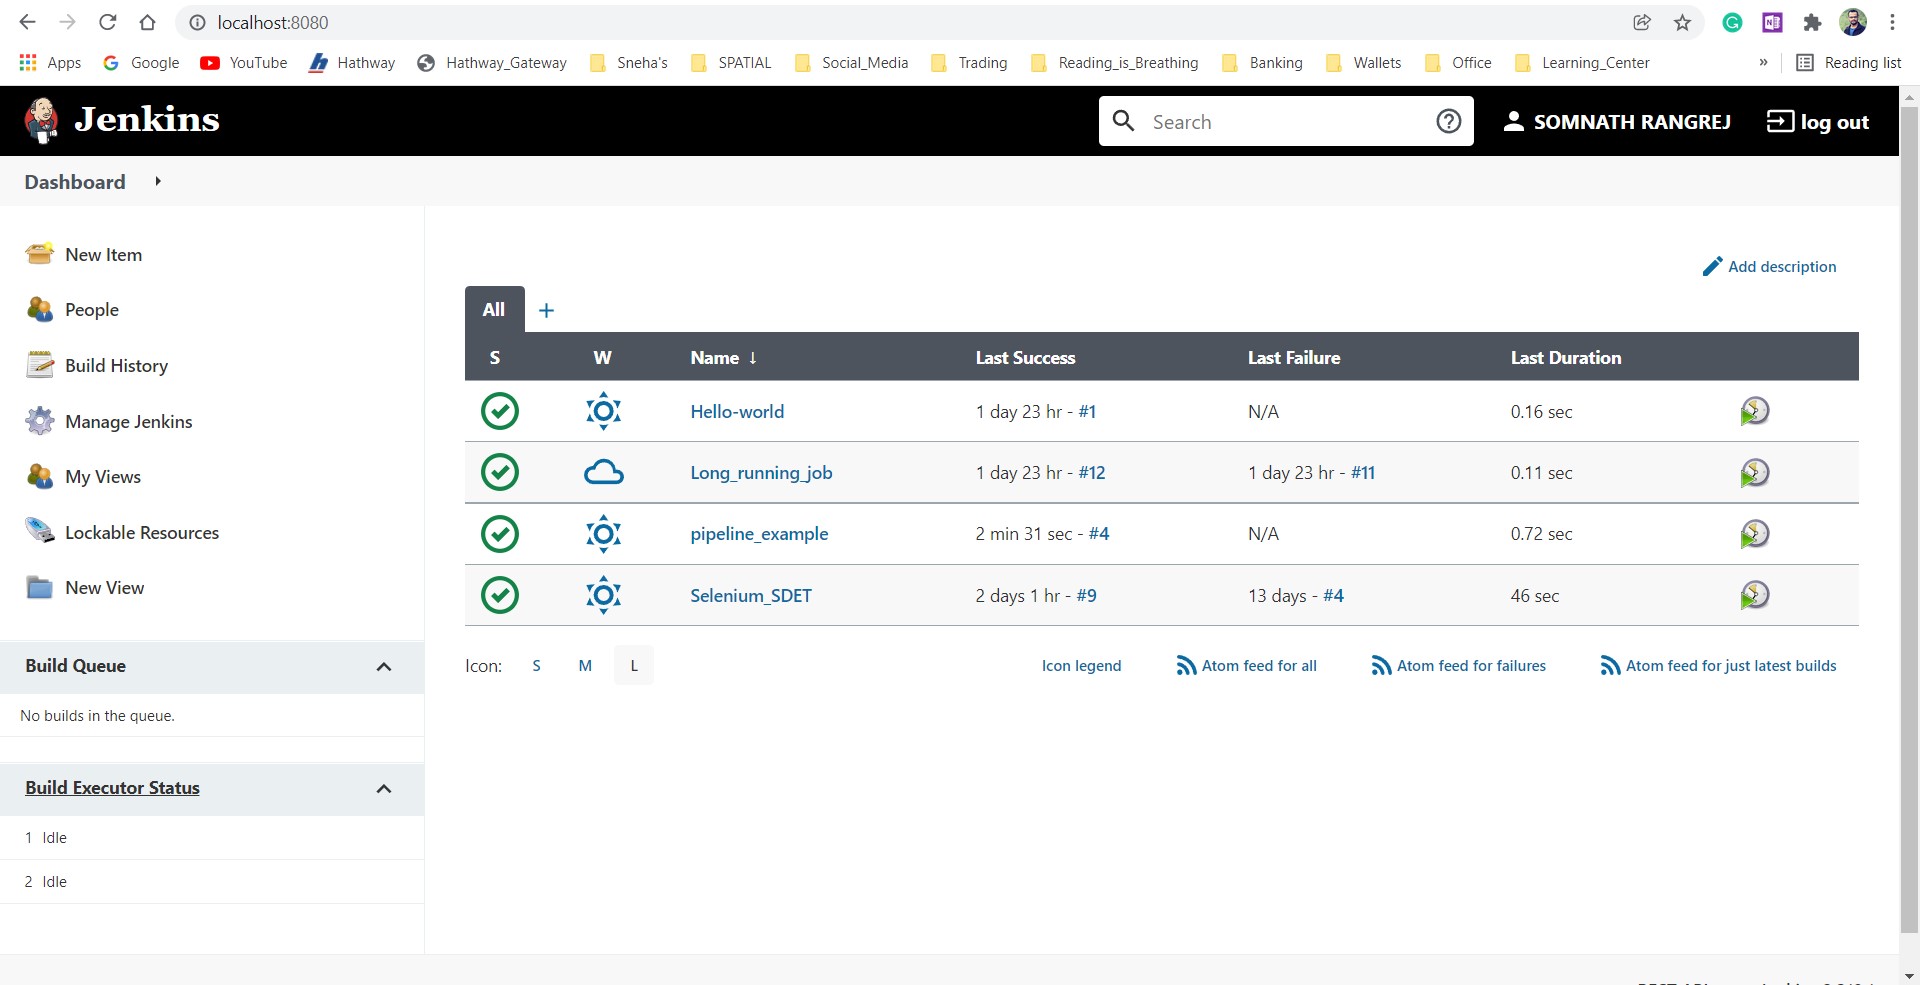 localhost:8080
Apps Google YouTube Hathway Hathway_Gateway Sneha's SPATIAL Social_Media Trading Reading_is_Breathing Banking Wallets Office Learning_Center » Reading list
Jenkins Search SOMNATH RANGREJ log out
Dashboard
New Item
People
Build History
Manage Jenkins
My Views
Lockable Resources
New View
Build Queue
No builds in the queue.
Build Executor Status
1 Idle
2 Idle
Add description
All +
S W Name ↓ Last Success Last Failure Last Duration
Hello-world 1 day 23 hr - #1 N/A 0.16 sec
Long_running_job 1 day 23 hr - #12 1 day 23 hr - #11 0.11 sec
pipeline_example 2 min 31 sec - #4 N/A 0.72 sec
Selenium_SDET 2 days 1 hr - #9 13 days - #4 46 sec
Icon: S M L Icon legend Atom feed for all Atom feed for failures Atom feed for just latest builds